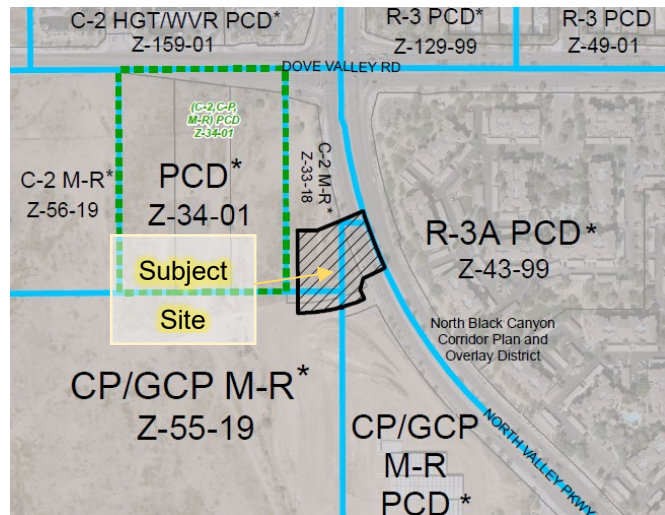 C-2 HGT/WVR PCD*
Z-159-01
R-3 PCD*
Z-129-99
R-3 PCD
Z-49-01
DOVE VALLEY RD
(C-2,C-P,
M-R) PCD
Z-34-01
C-2 M-R*
Z-56-19
PCD*
Z-34-01
C-2 M-R*
Z-33-18
R-3A PCD*
Z-43-99
Subject
Site
North Black Canyon
Corridor Plan and
Overlay District
CP/GCP M-R*
Z-55-19
CP/GCP
M-R
PCD *
NORTH VALLEY PKWY